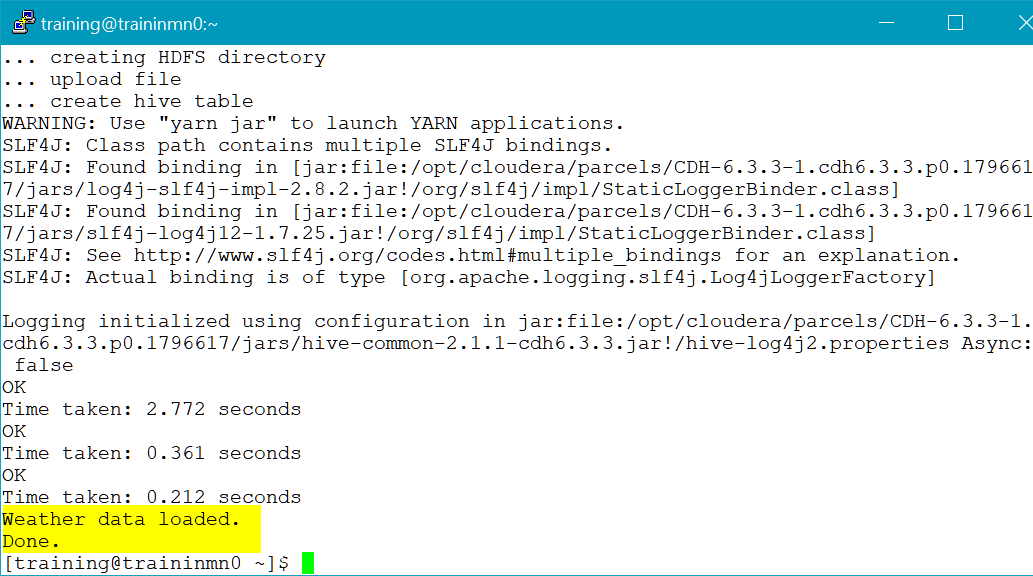 training@traininmn0:~
... creating HDFS directory
... upload file
... create hive table
WARNING: Use "yarn jar" to launch YARN applications.
SLF4J: Class path contains multiple SLF4J bindings.
SLF4J: Found binding in [jar:file:/opt/cloudera/parcels/CDH-6.3.3-1.cdh6.3.3.p0.179661
7/jars/log4j-slf4j-impl-2.8.2.jar!/org/slf4j/impl/StaticLoggerBinder.class]
SLF4J: Found binding in [jar:file:/opt/cloudera/parcels/CDH-6.3.3-1.cdh6.3.3.p0.179661
7/jars/slf4j-log4j12-1.7.25.jar!/org/slf4j/impl/StaticLoggerBinder.class]
SLF4J: See http://www.slf4j.org/codes.html#multiple_bindings for an explanation.
SLF4J: Actual binding is of type [org.apache.logging.slf4j.Log4jLoggerFactory]
Logging initialized using configuration in jar:file:/opt/cloudera/parcels/CDH-6.3.3-1.
cdh6.3.3.p0.1796617/jars/hive-common-2.1.1-cdh6.3.3.jar!/hive-log4j2.properties Async:
false
OK
Time taken: 2.772 seconds
OK
Time taken: 0.361 seconds
OK
Time taken: 0.212 seconds
Weather data loaded.
Done.
[training@traininmn0 ~]$